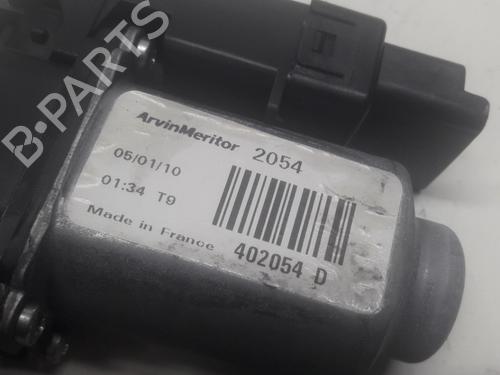 B-PARTS
ArvinMeritor 2054
05/01/10
01:34 T9
Made in France
402054 D